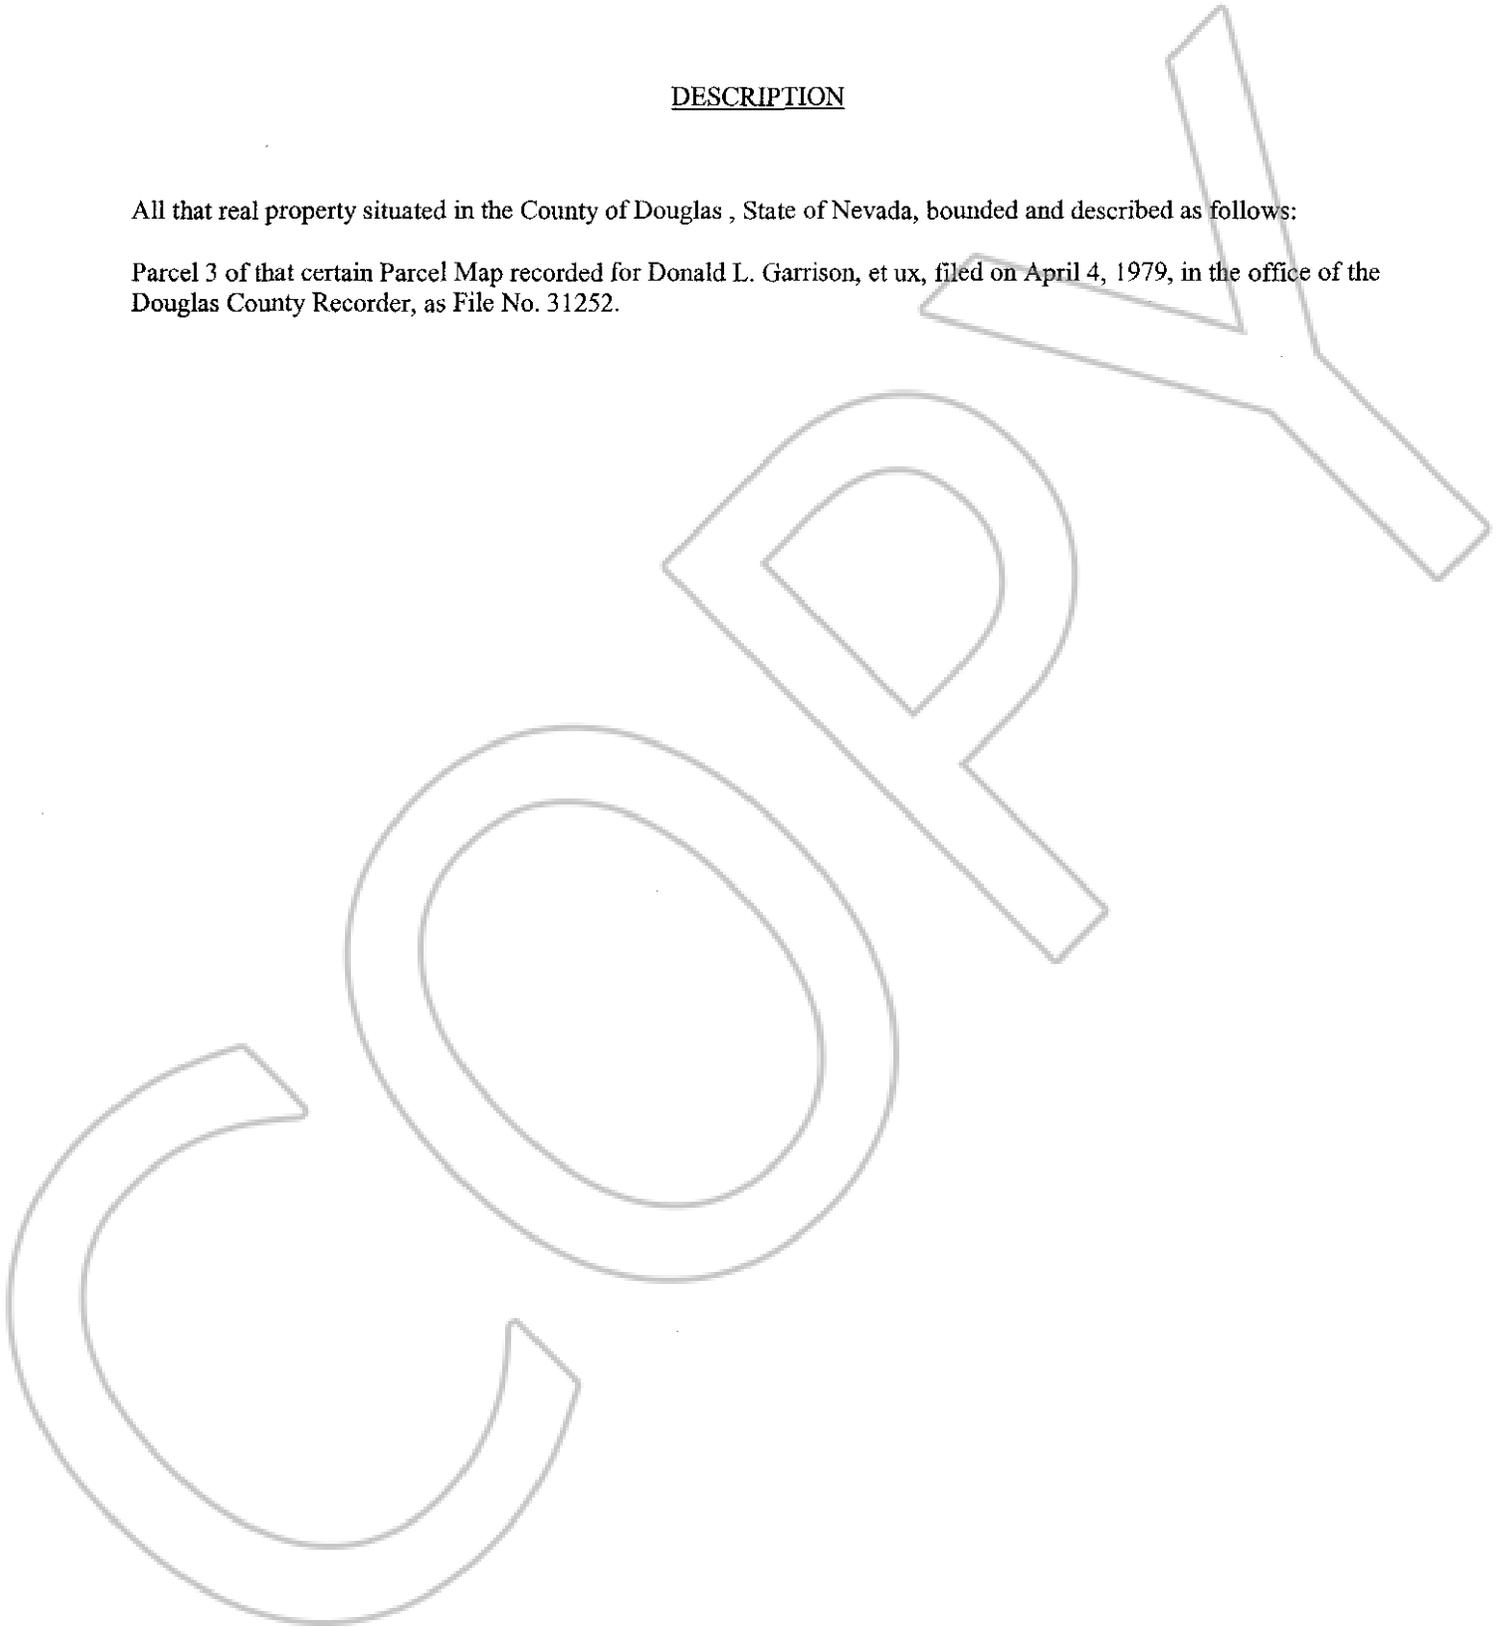 DESCRIPTION
All that real property situated in the County of Douglas , State of Nevada, bounded and described as follows:
Parcel 3 of that certain Parcel Map recorded for Donald L. Garrison, et ux, filed on April 4, 1979, in the office of the
Douglas County Recorder, as File No. 31252.
COPY